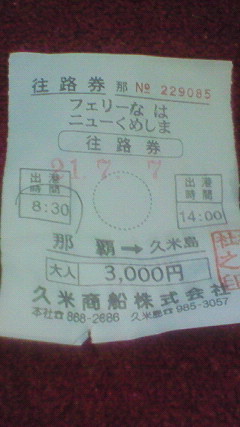 往路券 那 № 229085
フェリーなは
ニューくめしま
往路券
21.7.-7
出港時間
8:30
出港時間
14:00
那覇→久米島
大人 3,000円
久米商船株式会社
本社☎868-2686 久米島☎985-3057